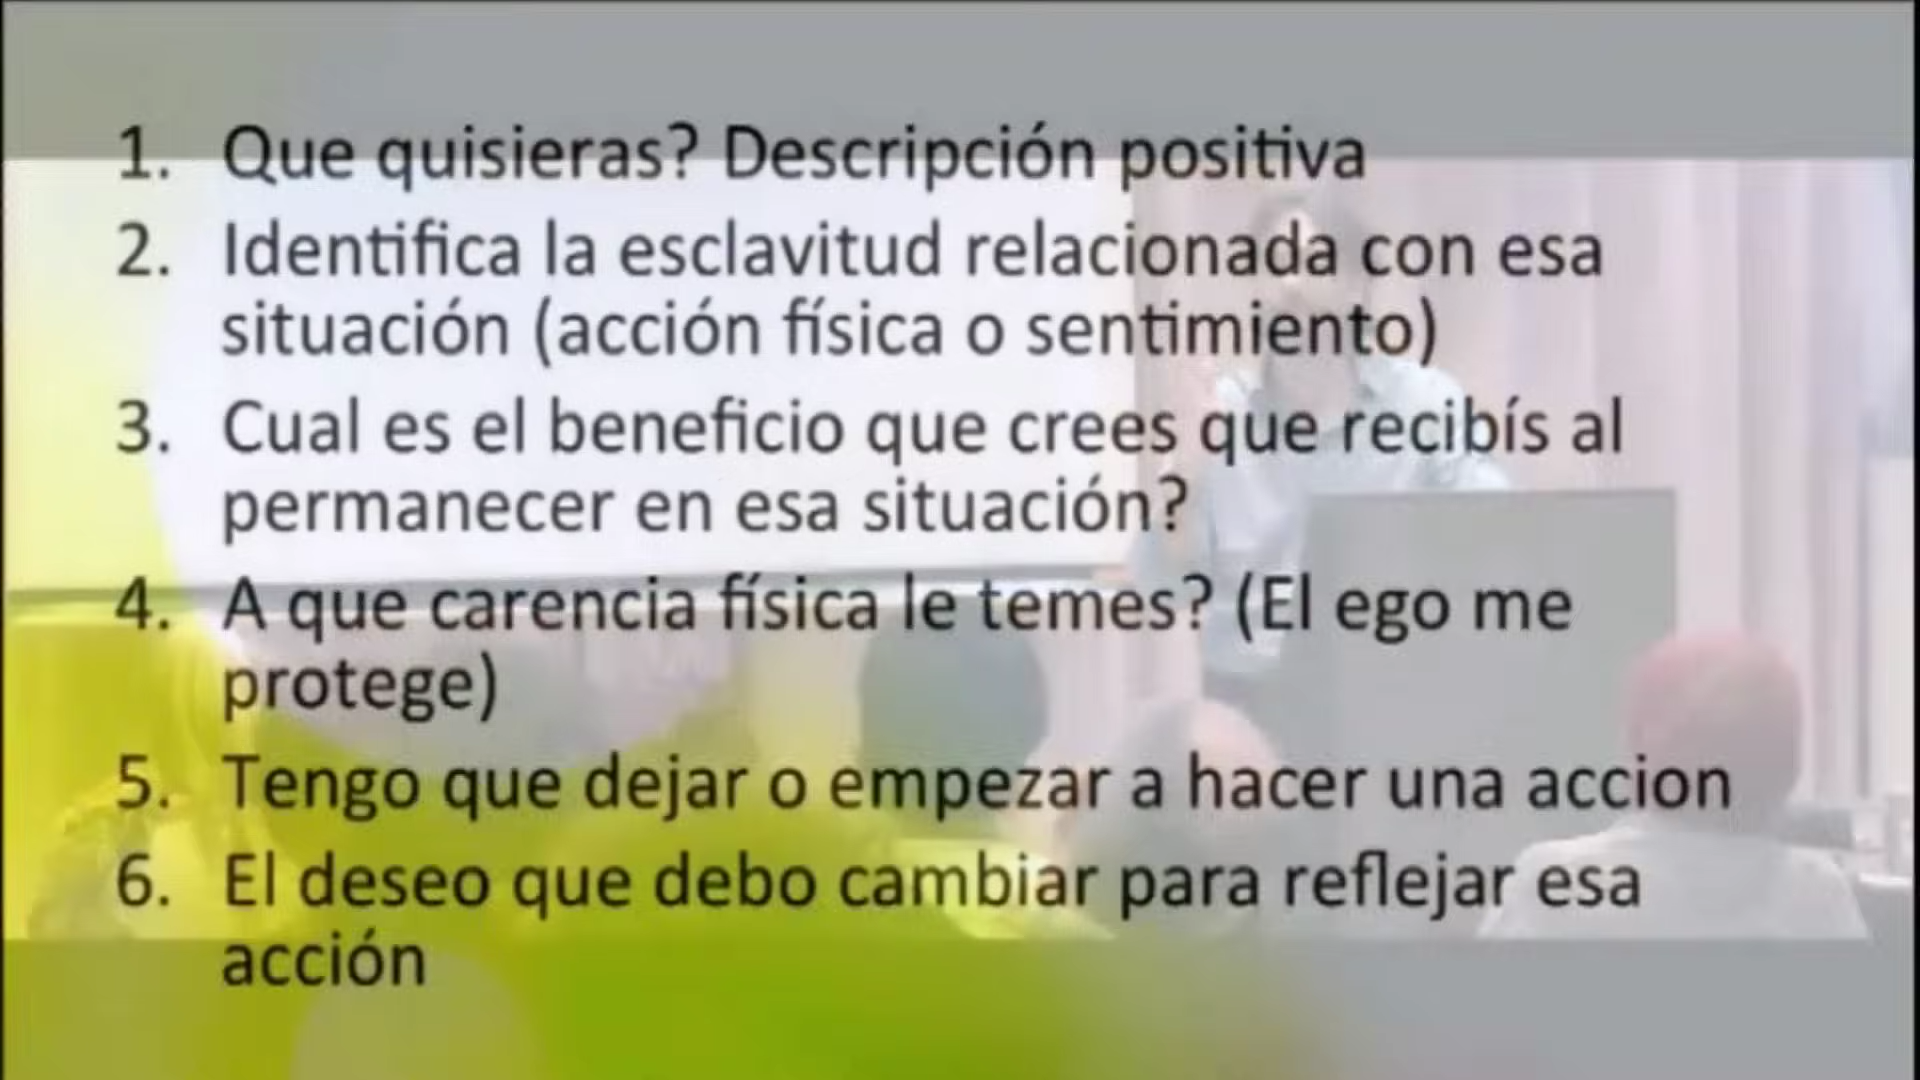 1. Que quisieras? Descripción positiva
2. Identifica la esclavitud relacionada con esa
situación (acción física o sentimiento)
3. Cual es el beneficio que crees que recibís al
permanecer en esa situación?
4. A que carencia física le temes? (El ego me
protege)
5. Tengo que dejar o empezar a hacer una accion
6. El deseo que debo cambiar para reflejar esa
acción